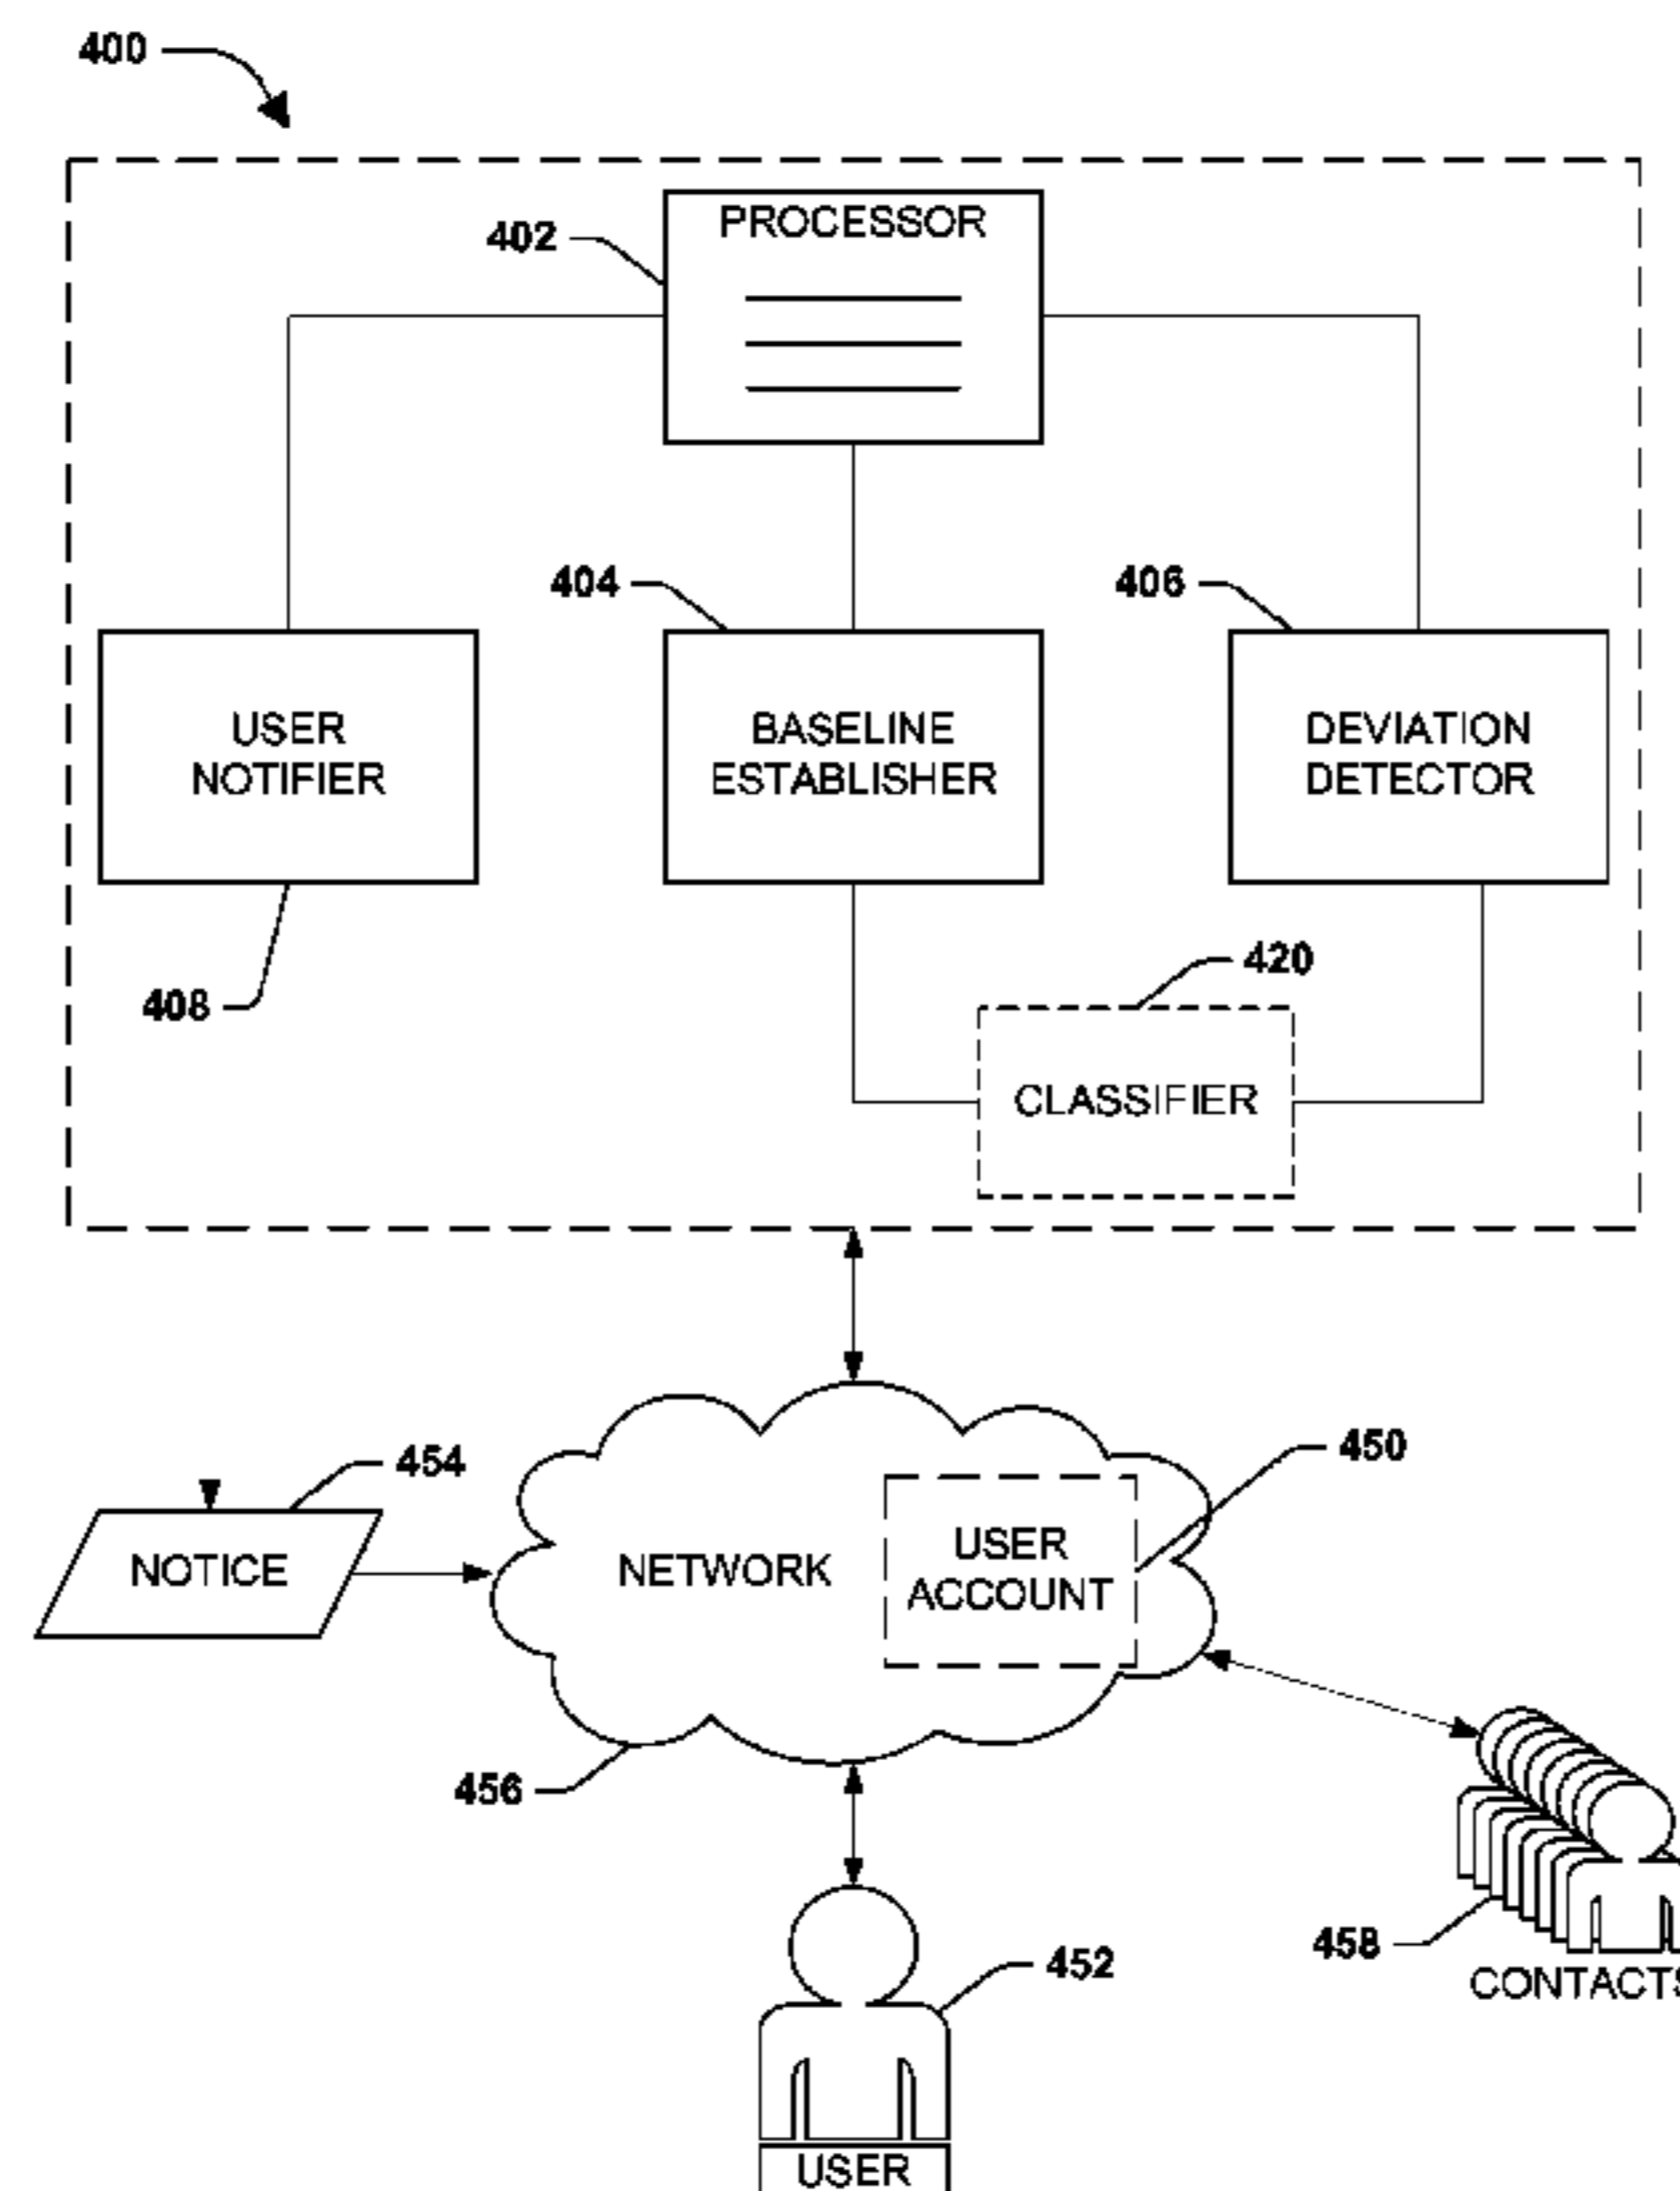 400
402
PROCESSOR
404
406
USER
NOTIFIER
BASELINE
ESTABLISHER
DEVIATION
DETECTOR
408
420
CLASSIFIER
454
450
NOTICE
NETWORK
USER
ACCOUNT
456
452
458
CONTACTS
USER